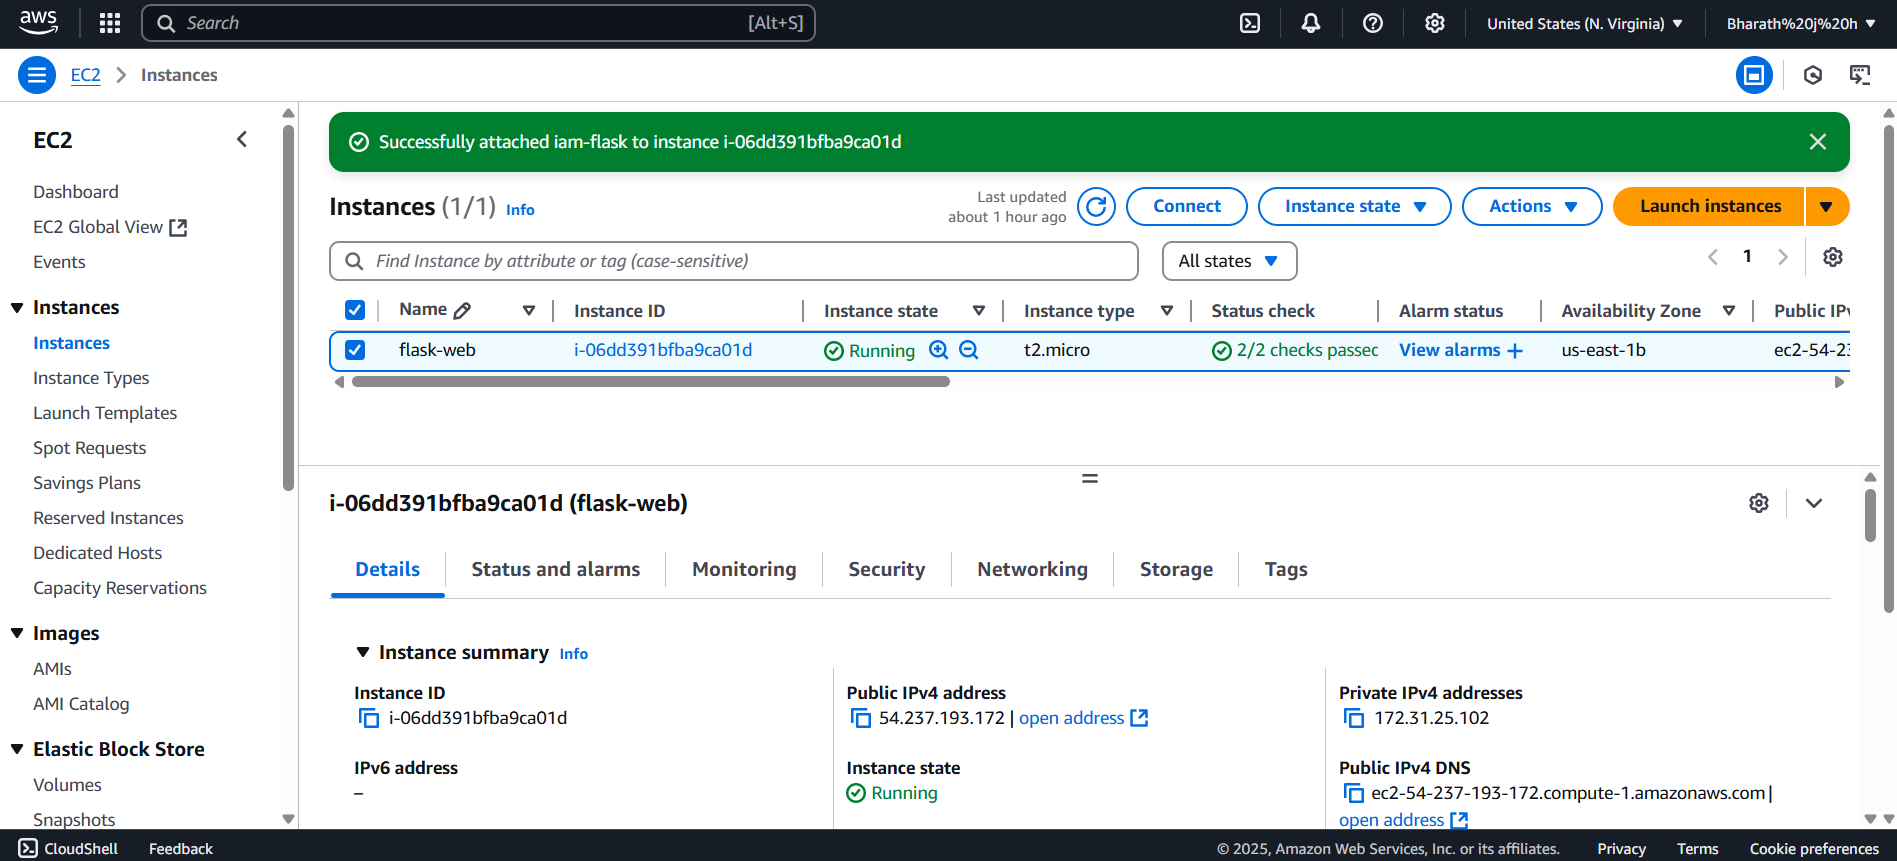 aws
Search [Alt+S]
United States (N. Virginia)
Bharath%20j%20h
EC2 Instances
EC2
Dashboard
EC2 Global View
Events
Instances
Instances
Instance Types
Launch Templates
Spot Requests
Savings Plans
Reserved Instances
Dedicated Hosts
Capacity Reservations
Images
AMIs
AMI Catalog
Elastic Block Store
Volumes
Snapshots
Successfully attached iam-flask to instance i-06dd391bfba9ca01d
Instances (1/1) Info
Last updated
about 1 hour ago
Connect
Instance state
Actions
Launch instances
Find Instance by attribute or tag (case-sensitive)
All states
1
Name Instance ID Instance state Instance type Status check Alarm status Availability Zone Public IPv
flask-web i-06dd391bfba9ca01d Running t2.micro 2/2 checks passed View alarms + us-east-1b ec2-54-23
i-06dd391bfba9ca01d (flask-web)
Details Status and alarms Monitoring Security Networking Storage Tags
Instance summary Info
Instance ID
i-06dd391bfba9ca01d
Public IPv4 address
54.237.193.172 | open address
Private IPv4 addresses
172.31.25.102
IPv6 address
–
Instance state
Running
Public IPv4 DNS
ec2-54-237-193-172.compute-1.amazonaws.com |
open address
CloudShell Feedback
© 2025, Amazon Web Services, Inc. or its affiliates. Privacy Terms Cookie preferences